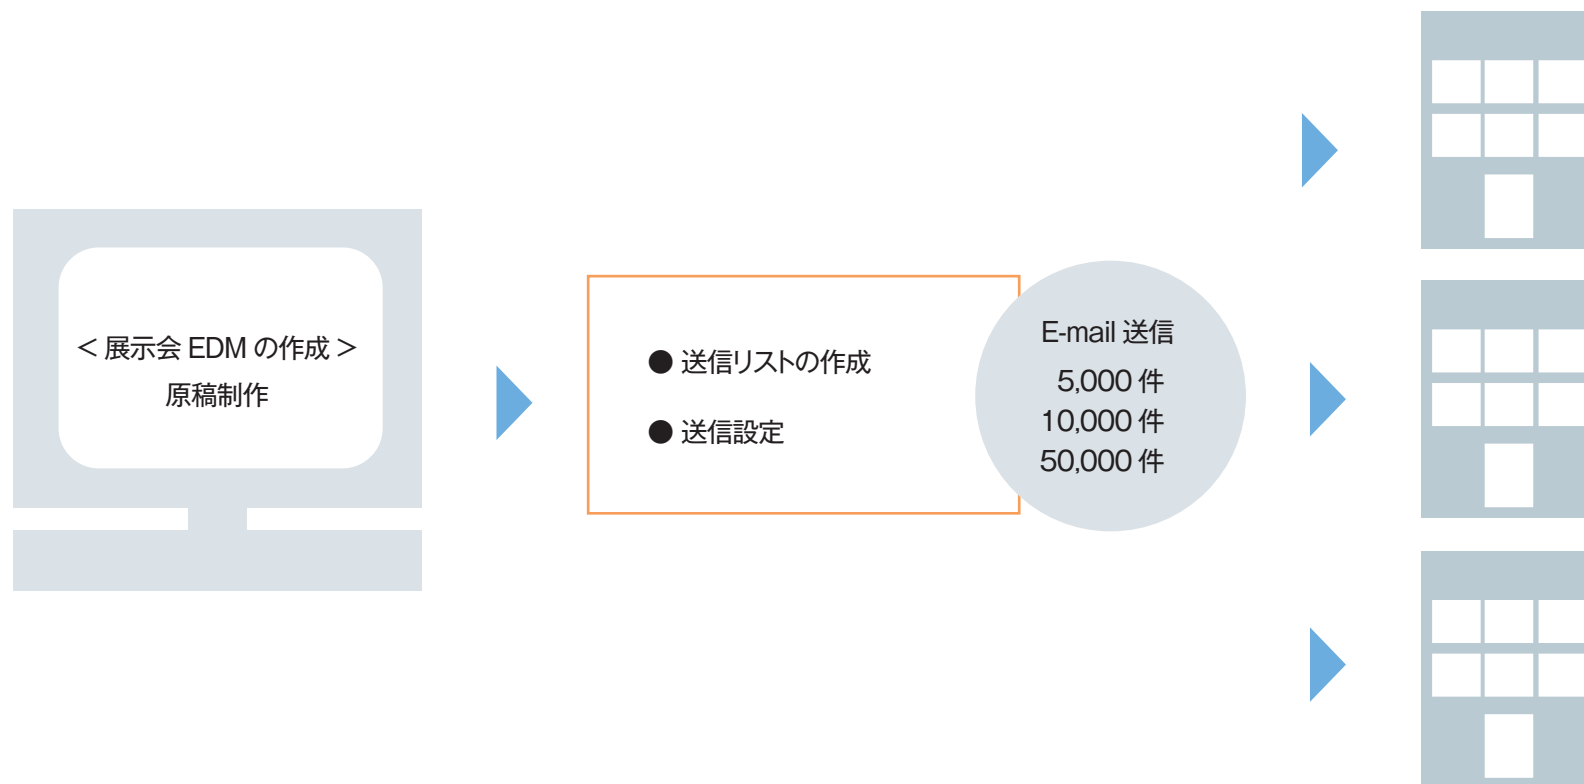 ＜展示会 EDM の作成＞
原稿制作
● 送信リストの作成
● 送信設定
E-mail 送信
5,000 件
10,000 件
50,000 件